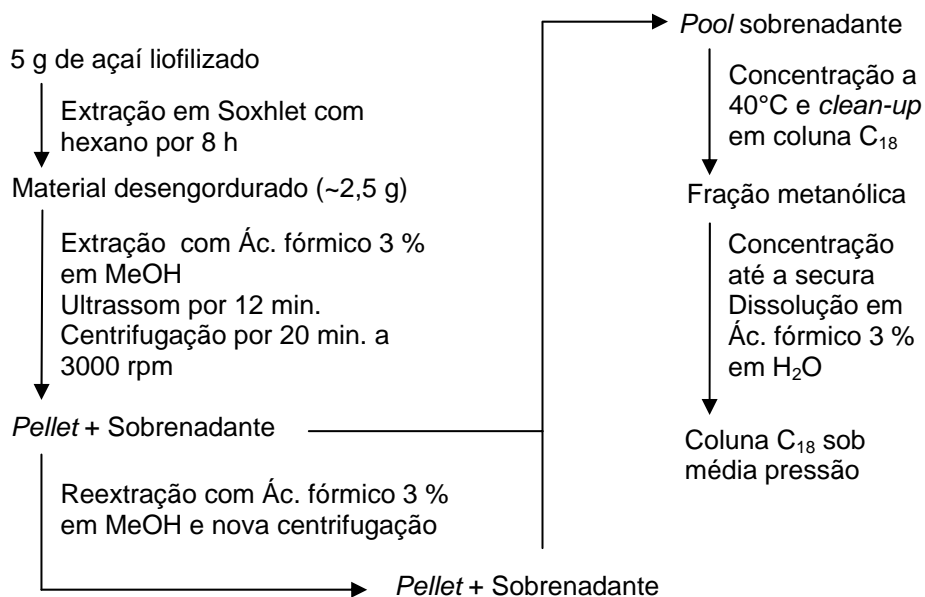 5 g de açaí liofilizado
Extração em Soxhlet com
hexano por 8 h
Material desengordurado (~2,5 g)
Extração com Ác. fórmico 3 %
em MeOH
Ultrassom por 12 min.
Centrifugação por 20 min. a
3000 rpm
Pellet + Sobrenadante
Reextração com Ác. fórmico 3 %
em MeOH e nova centrifugação
Pellet + Sobrenadante
Pool sobrenadante
Concentração a
40°C e clean-up
em coluna C₁₈
Fração metanólica
Concentração
até a secura
Dissolução em
Ác. fórmico 3 %
em H₂O
Coluna C₁₈ sob
média pressão